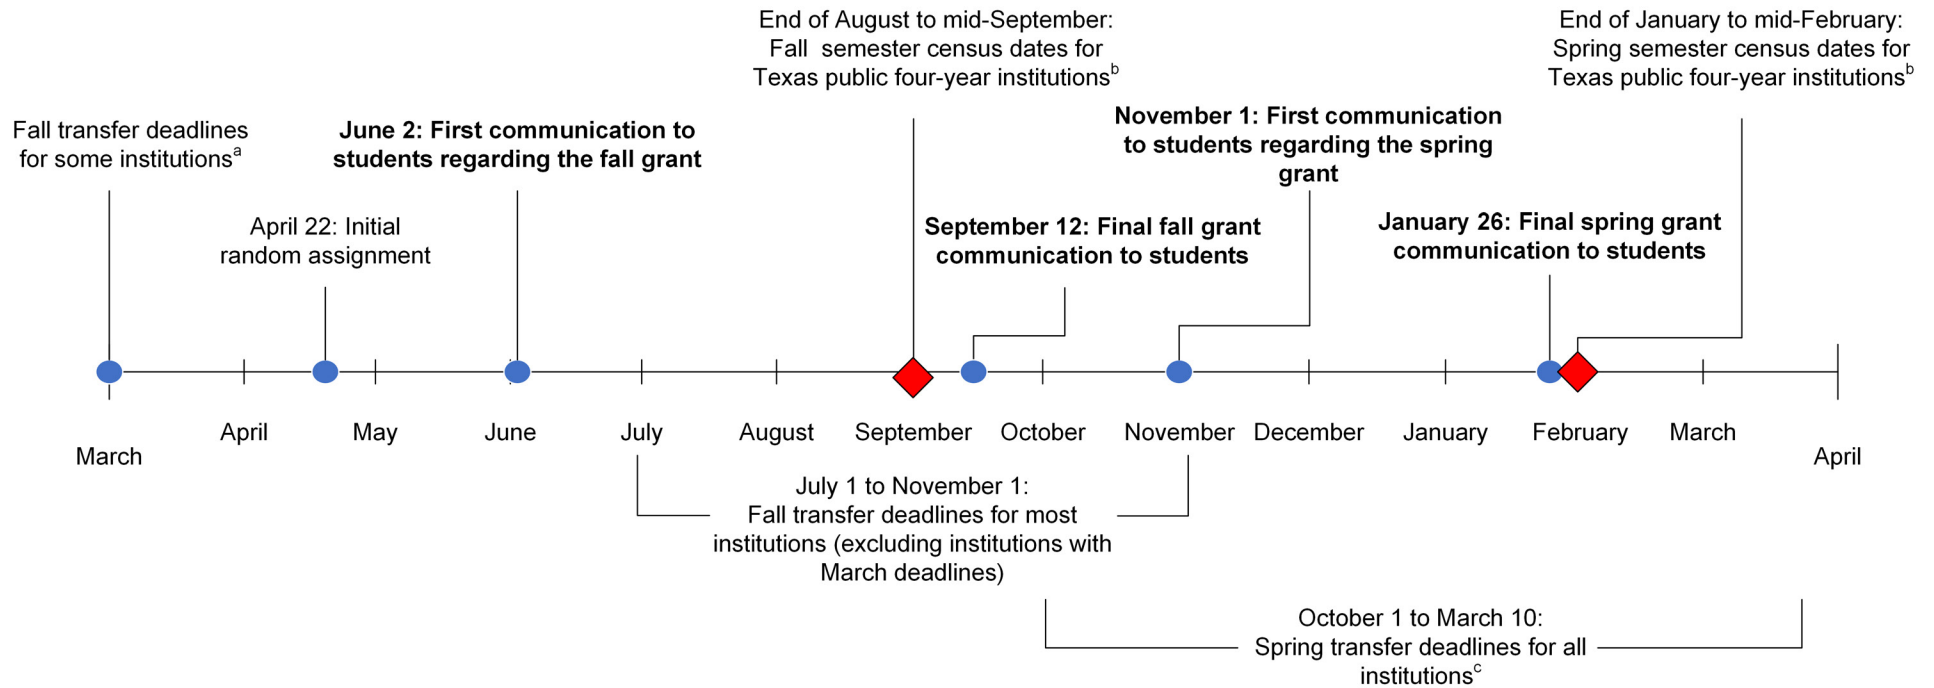 End of August to mid-September:
Fall semester census dates for
Texas public four-year institutionsb
End of January to mid-February:
Spring semester census dates for
Texas public four-year institutionsb
Fall transfer deadlines
for some institutionsa
June 2: First communication to
students regarding the fall grant
November 1: First communication
to students regarding the spring
grant
April 22: Initial
random assignment
September 12: Final fall grant
communication to students
January 26: Final spring grant
communication to students
March
April
May
June
July
August
September
October
November
December
January
February
March
April
July 1 to November 1:
Fall transfer deadlines for most
institutions (excluding institutions with
March deadlines)
October 1 to March 10:
Spring transfer deadlines for all
institutionsc